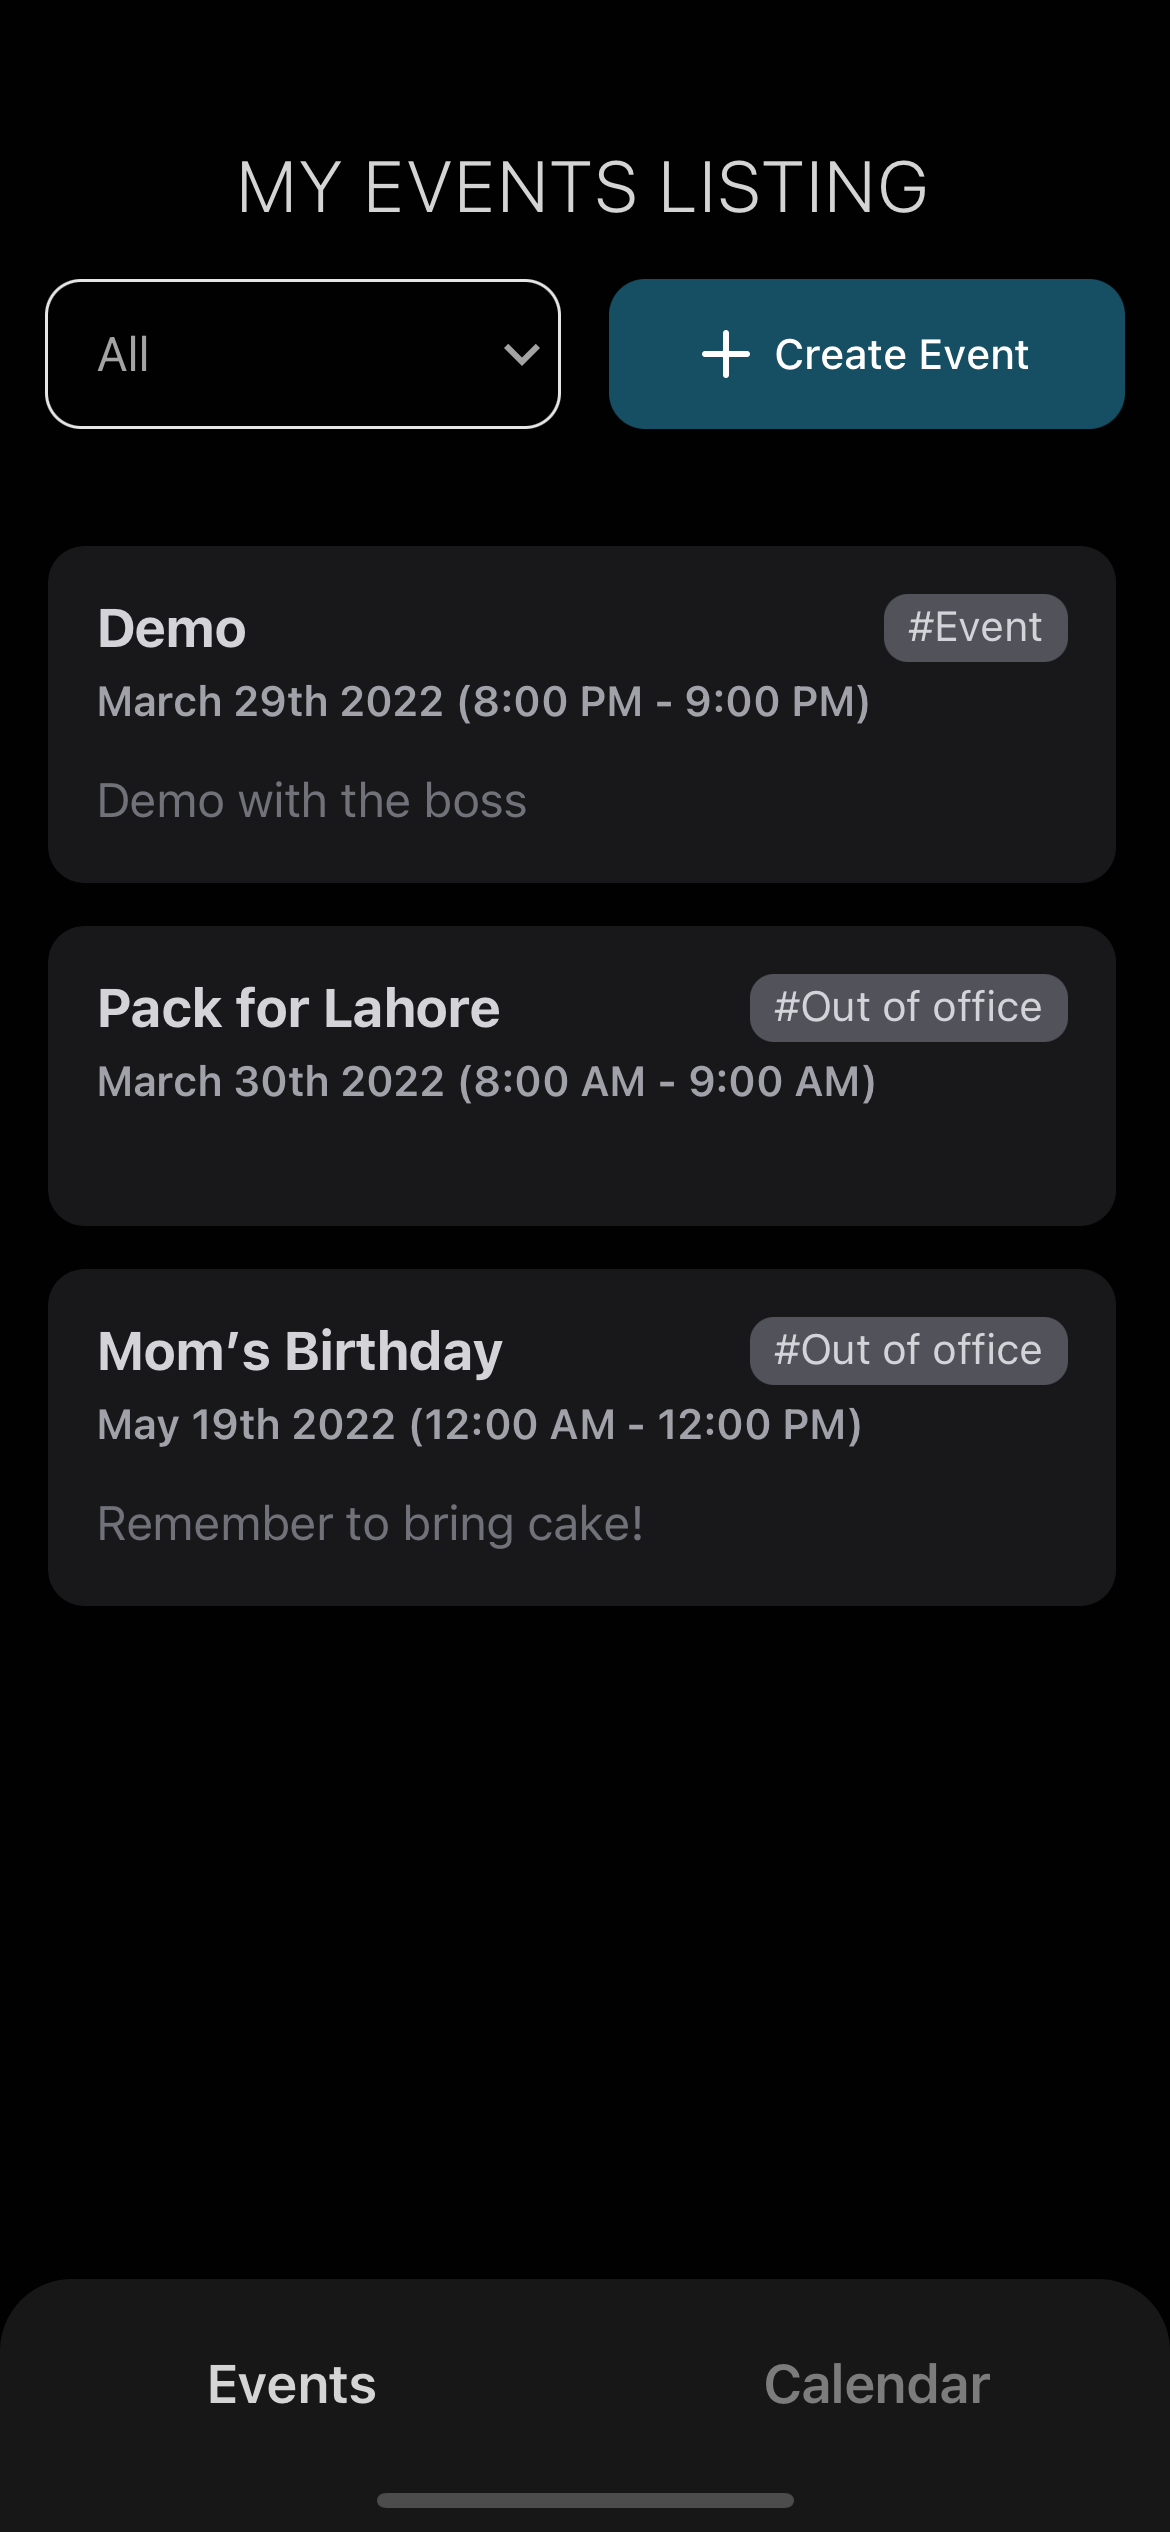 MY EVENTS LISTING
All
Create Event
Demo
#Event
March 29th 2022 (8:00 PM - 9:00 PM)
Demo with the boss
Pack for Lahore
#Out of office
March 30th 2022 (8:00 AM - 9:00 AM)
Mom’s Birthday
#Out of office
May 19th 2022 (12:00 AM - 12:00 PM)
Remember to bring cake!
Events
Calendar